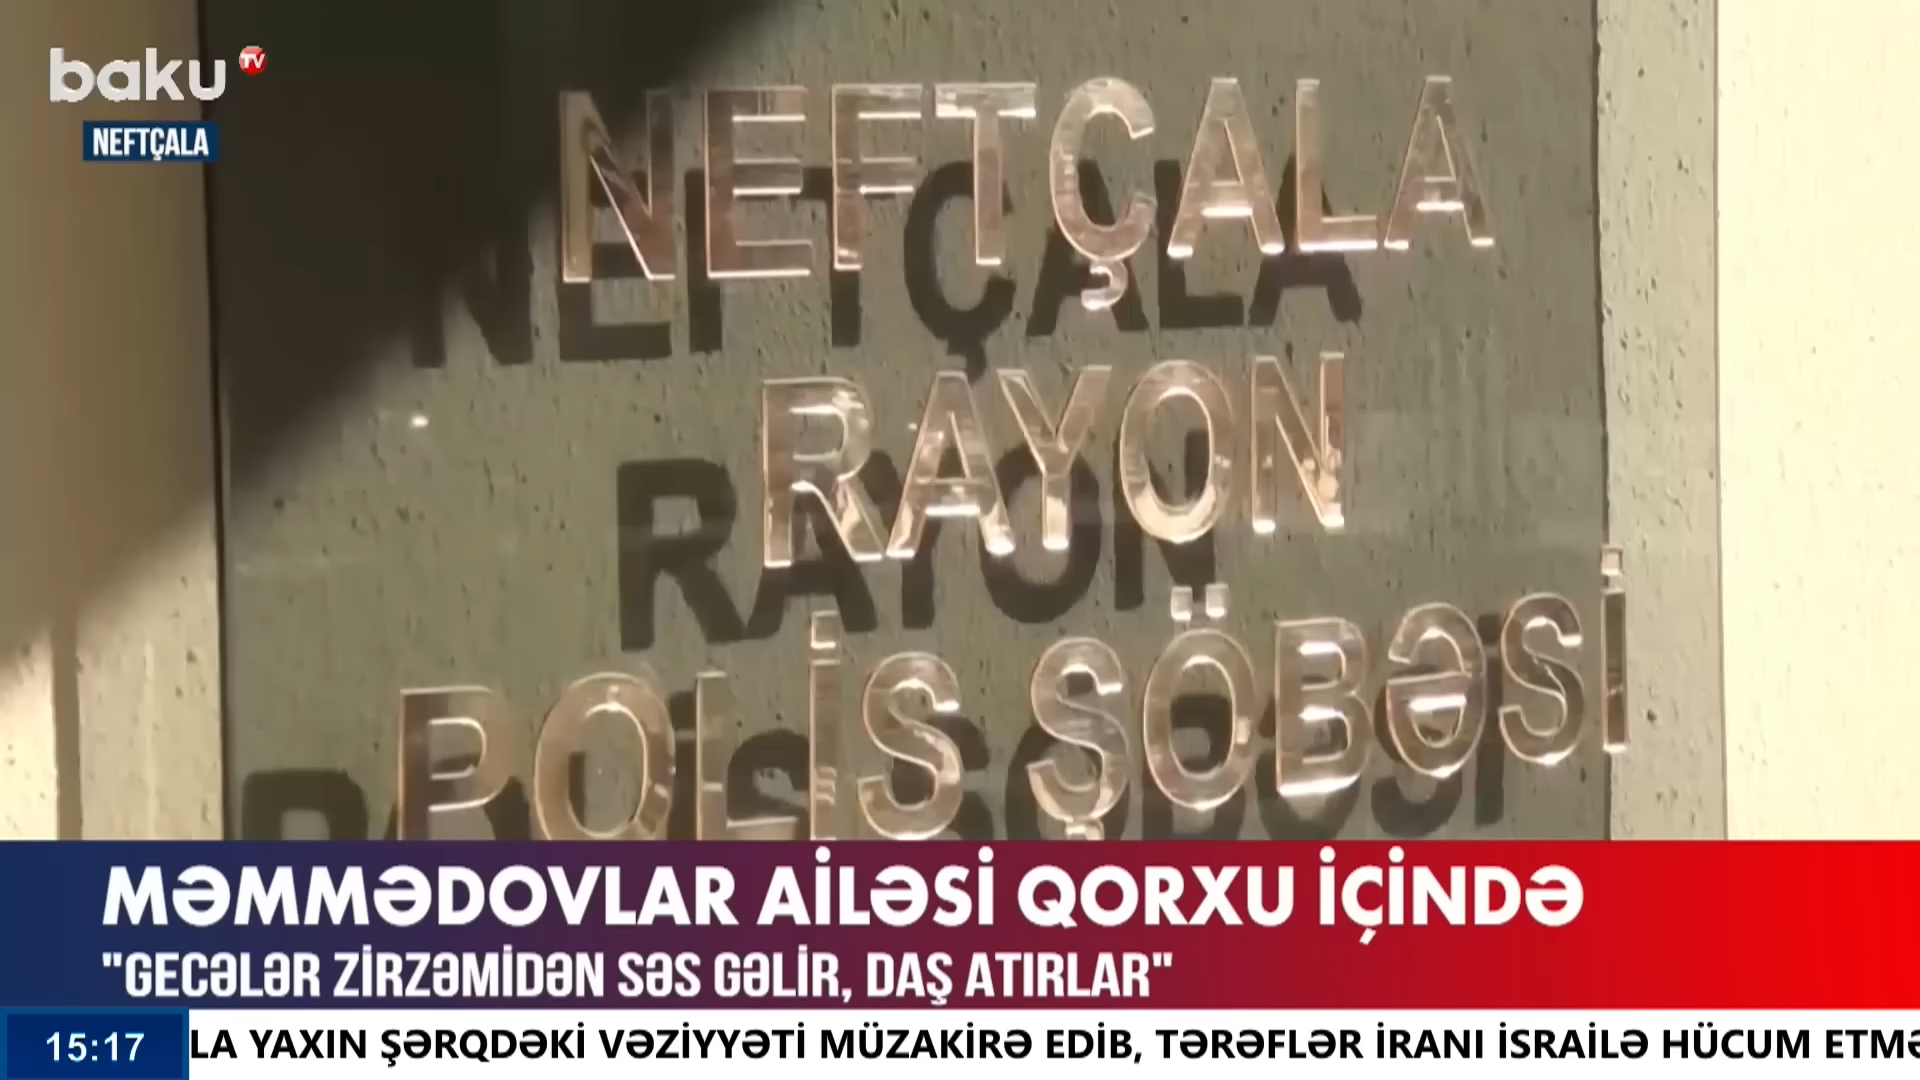 baku TV
NEFTÇALA
NEFTÇALA
RAYON
POLİS ŞÖBƏSİ
MƏMMƏDOVLAR AİLƏSİ QORXU İÇİNDƏ
"GECƏLƏR ZİRZƏMİDƏN SƏS GƏLİR, DAŞ ATIRLAR"
15:17
LA YAXIN ŞƏRQDƏKİ VƏZİYYƏTİ MÜZAKİRƏ EDİB, TƏRƏFLƏR İRANI İSRAİLƏ HÜCUM ETMƏ